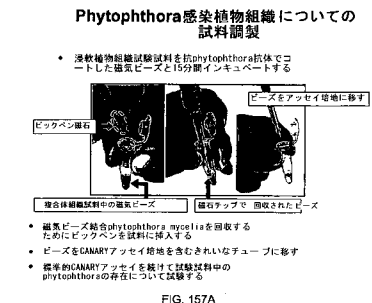 Phytophthora感染植物組織についての
試料調製
• 浸軟植物組織試験試料を抗phytophthora抗体でコ
ートした磁気ビーズと15分間インキュベートする
ビーズをアッセイ培地に移す
ビックペン磁石
複合体組織試料中の磁気ビーズ
磁石チップで 回収されたビーズ
• 磁気ビーズ結合phytophthora myceliaを回収する
ためにビックペンを試料に挿入する
• ビーズをCANARYアッセイ培地を含むきれいなチューブに移す
• 標準的CANARYアッセイを続けて試験試料中の
phytophthoraの存在について試験する
FIG. 157A